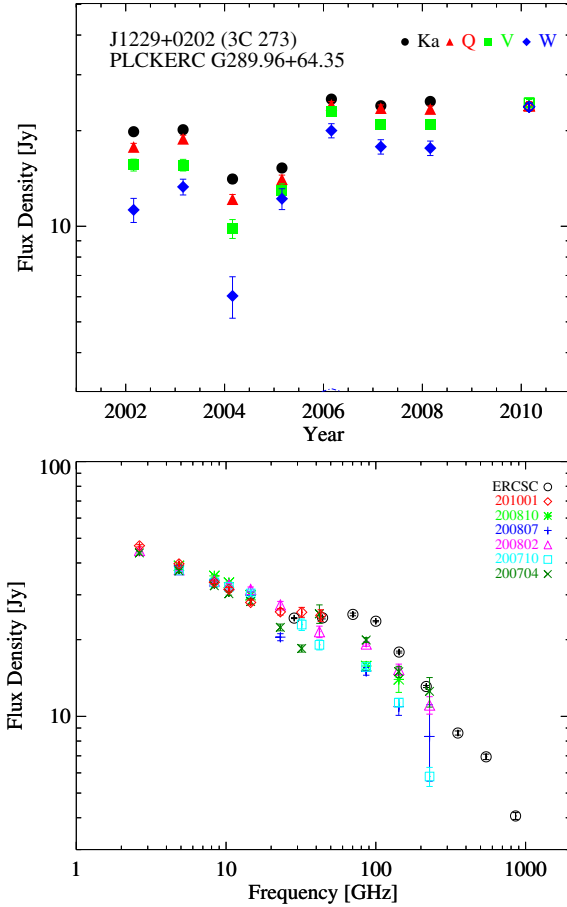 J1229+0202 (3C 273)
Ka Q V W
PLCKERC G289.96+64.35
Flux Density [Jy]
10
2002 2004 2006 2008 2010
Year
100
ERCSC
201001
200810
200807
200802
200710
200704
Flux Density [Jy]
10
1 10 100 1000
Frequency [GHz]